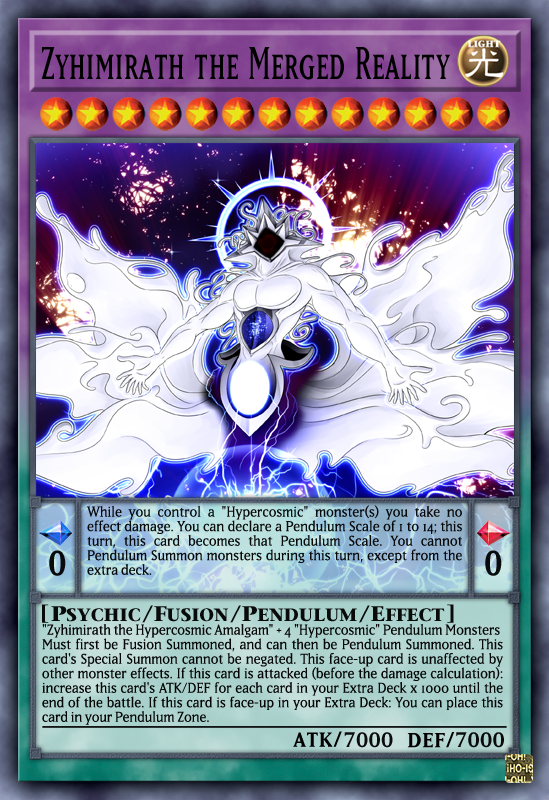 Zyhimirath the Merged Reality
LIGHT
光
While you control a "Hypercosmic" monster(s) you take no
effect damage. You can declare a Pendulum Scale of 1 to 14; this
turn, this card becomes that Pendulum Scale. You cannot
Pendulum Summon monsters during this turn, except from the
extra deck.
0
0
[Psychic/Fusion/Pendulum/Effect]
"Zyhimirath the Hypercosmic Amalgam" + 4 "Hypercosmic" Pendulum Monsters
Must first be Fusion Summoned, and can then be Pendulum Summoned. This
card's Special Summon cannot be negated. This face-up card is unaffected by
other monster effects. If this card is attacked (before the damage calculation):
increase this card's ATK/DEF for each card in your Extra Deck x 1000 until the
end of the battle. If this card is face-up in your Extra Deck: You can place this
card in your Pendulum Zone.
ATK/7000 DEF/7000